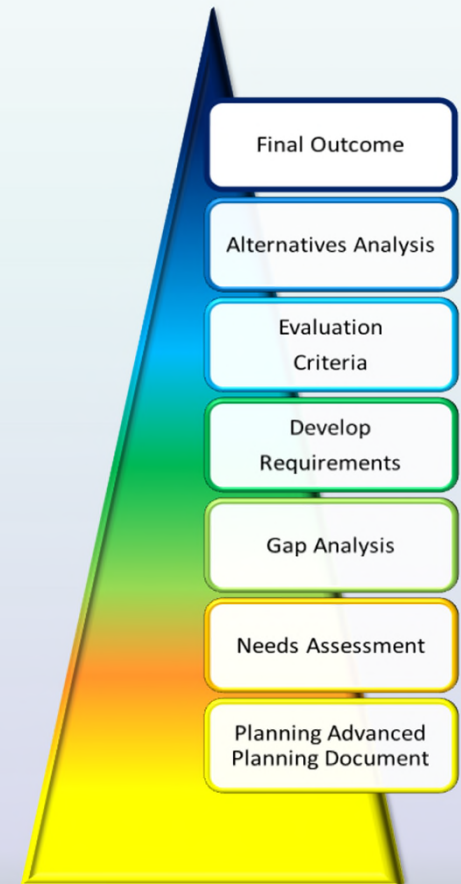 Final Outcome
Alternatives Analysis
Evaluation
Criteria
Develop
Requirements
Gap Analysis
Needs Assessment
Planning Advanced
Planning Document